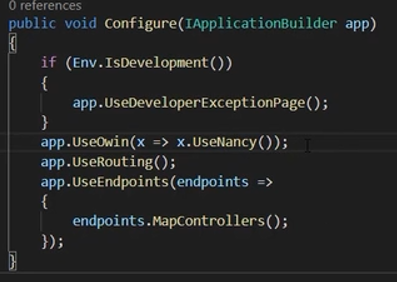 0 references
public void Configure(IApplicationBuilder app)
{
if (Env.IsDevelopment())
{
app.UseDeveloperExceptionPage();
}
app.UseOwin(x => x.UseNancy());
app.UseRouting();
app.UseEndpoints(endpoints =>
{
endpoints.MapControllers();
});
}